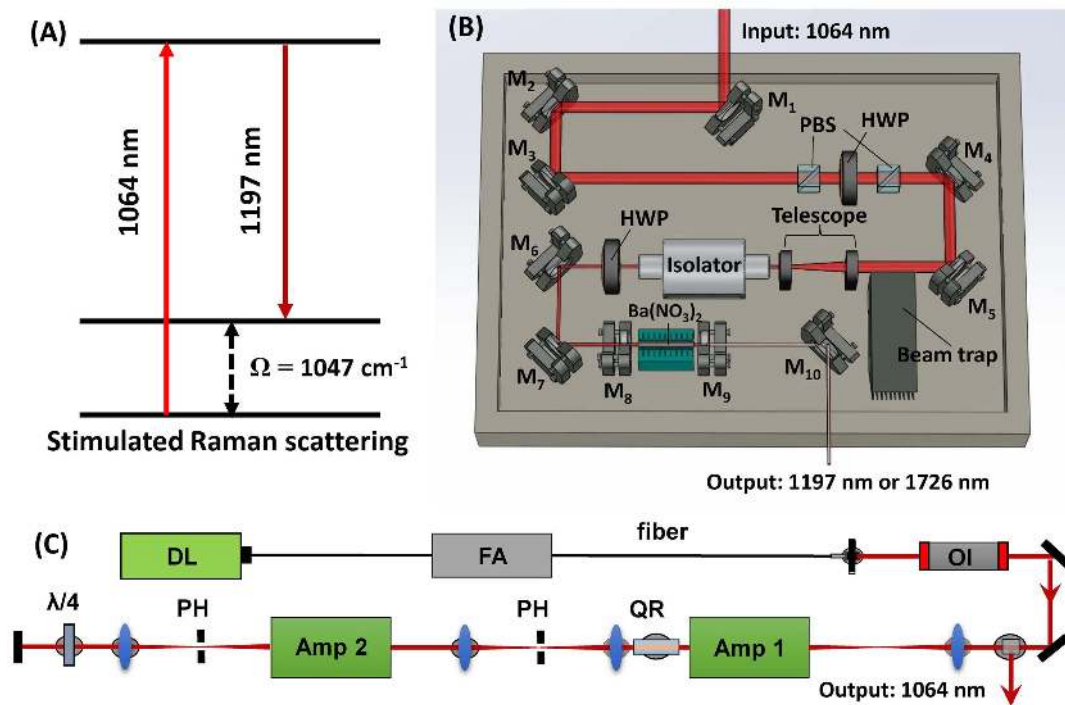 (A)
1064 nm
1197 nm
Ω = 1047 cm⁻¹
Stimulated Raman scattering
(B)
Input: 1064 nm
M₂
M₁
M₃
PBS
HWP
M₄
HWP
Telescope
M₆
Isolator
M₅
Ba(NO₃)₂
Beam trap
M₇
M₈
M₉
M₁₀
Output: 1197 nm or 1726 nm
(C)
DL
FA
fiber
OI
λ/4
PH
Amp 2
PH
QR
Amp 1
Output: 1064 nm